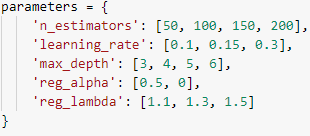 parameters = {
    'n_estimators': [50, 100, 150, 200],
    'learning_rate': [0.1, 0.15, 0.3],
    'max_depth': [3, 4, 5, 6],
    'reg_alpha': [0.5, 0],
    'reg_lambda': [1.1, 1.3, 1.5]
}